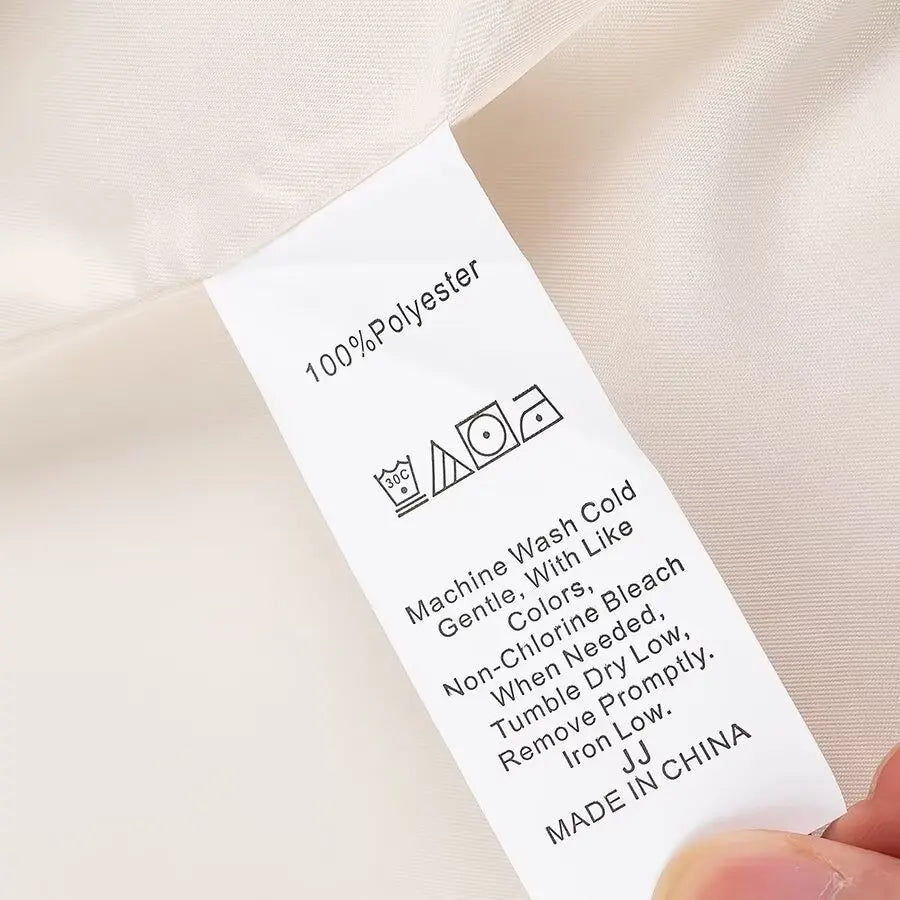 100%Polyester
30C
Machine Wash Cold
Gentle, With Like
Colors,
Non-Chlorine Bleach
When Needed,
Tumble Dry Low,
Remove Promptly.
Iron Low.
JJ
MADE IN CHINA